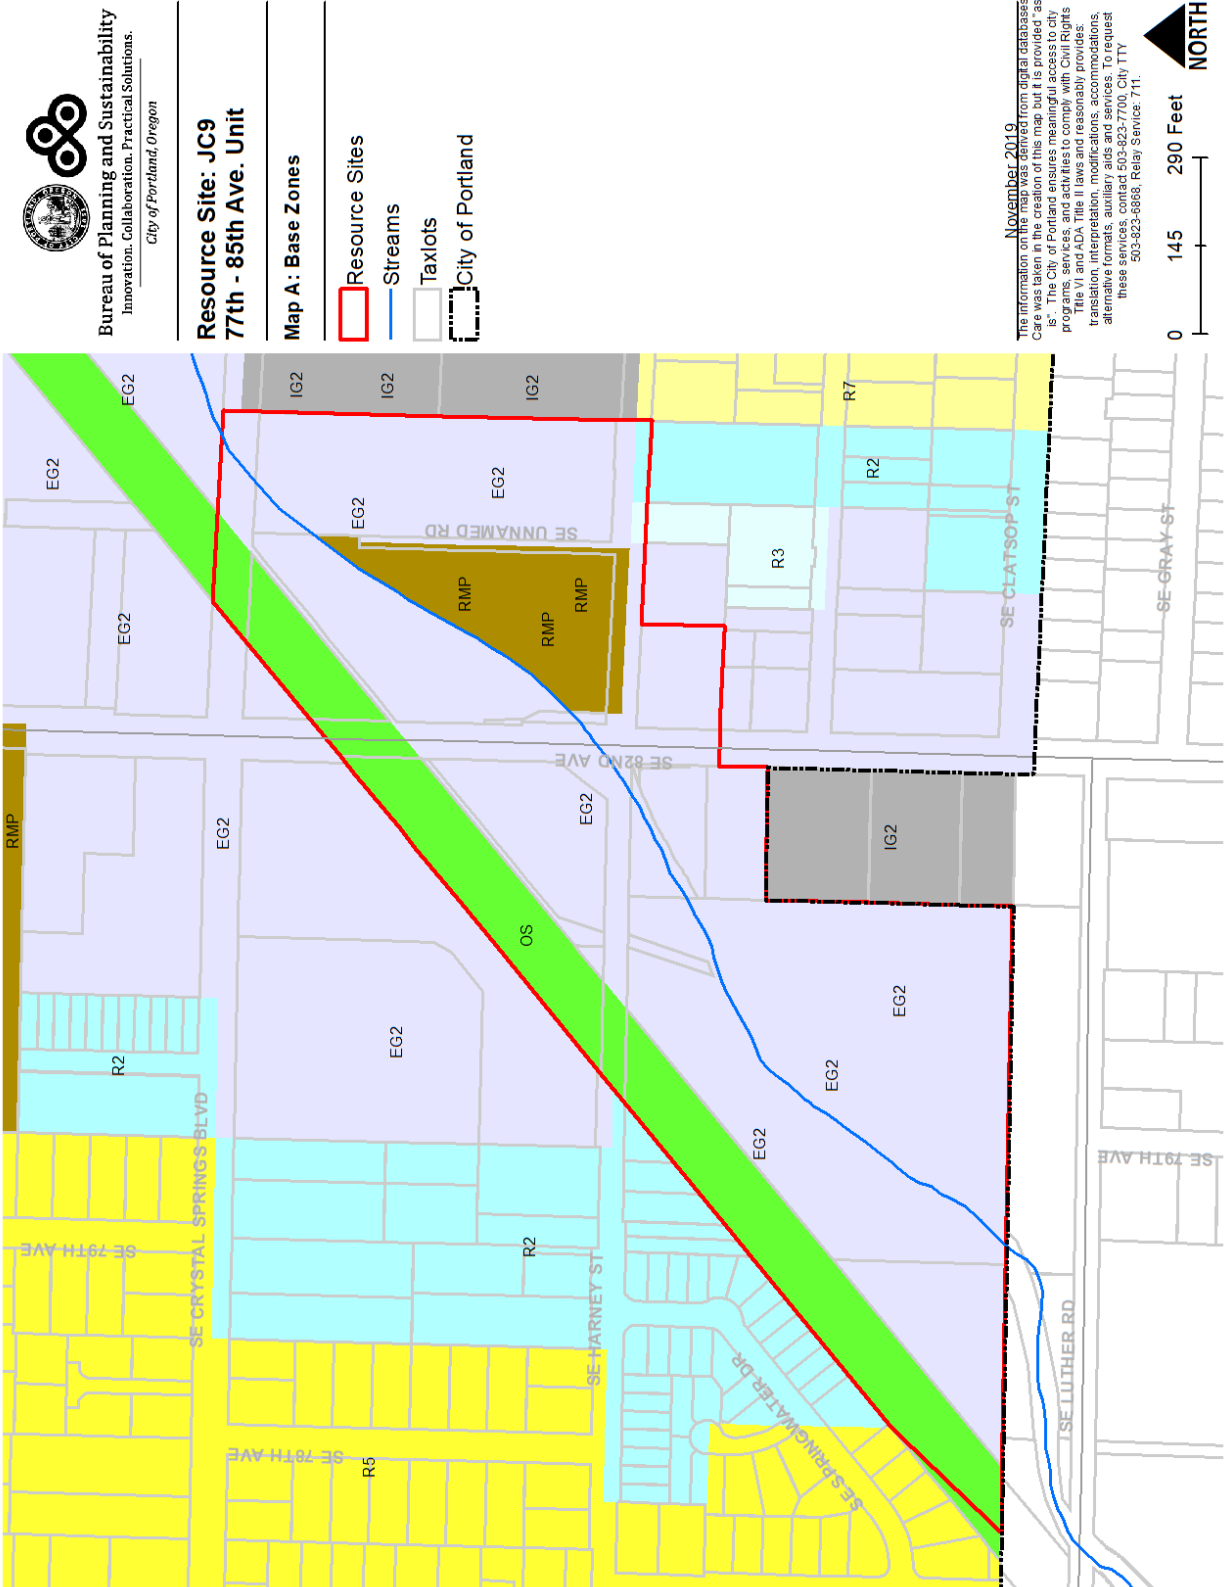 Bureau of Planning and Sustainability
Innovation. Collaboration. Practical Solutions.
City of Portland, Oregon
Resource Site: JC9
77th - 85th Ave. Unit
Map A: Base Zones
Resource Sites
Streams
Taxlots
City of Portland
November 2019
The information on the map was derived from digital databases
Care was taken in the creation of this map but it is provided "as
is". The City of Portland ensures meaningful access to city
programs, services, and activities to comply with Civil Rights
Title VI and ADA Title II laws and reasonably provides:
translation, interpretation, modifications, accommodations,
alternative formats, auxiliary aids and services. To request
these services, contact 503-823-7700, City TTY
503-823-6868, Relay Service: 711.
0 145 290 Feet
NORTH
RMP
EG2
EG2
EG2
EG2
EG2
IG2
IG2
IG2
EG2
EG2
SE UNNAMED RD
RMP
RMP
RMP
R7
R2
R3
SE CLATSOP ST
SE GRAY ST
SE 82ND AVE
EG2
IG2
OS
EG2
EG2
EG2
EG2
R2
SE CRYSTAL SPRINGS BLVD
SE 79TH AVE
R2
SE HARNEY ST
SE 78TH AVE
R5
SE SPRINGWATER DR
SE 79TH AVE
SE LUTHER RD